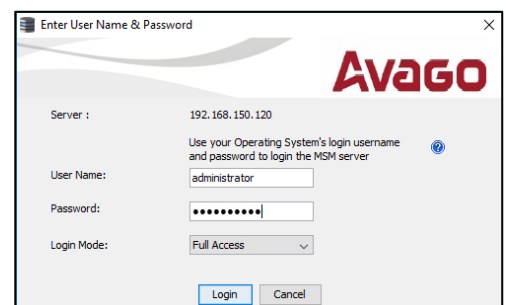 Enter User Name & Password
Avago
Server : 192.168.150.120
Use your Operating System's login username
and password to login the MSM server
User Name: administrator
Password: ●●●●●●●●●●
Login Mode: Full Access
Login Cancel